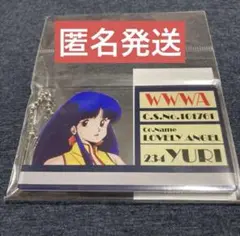 匿名発送
WWWA
C.S.No.101761
Co.Name
LOVELY ANGEL
234 YURI